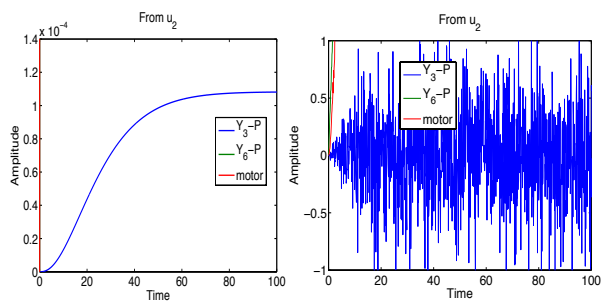 From u2
1.4 x 10^-4
1.2
1
0.8
0.6
0.4
0.2
0
0 20 40 60 80 100
Amplitude
Time
Y3-P
Y6-P
motor
From u2
1
0.5
0
-0.5
-1
0 20 40 60 80 100
Amplitude
Time
Y3-P
Y6-P
motor